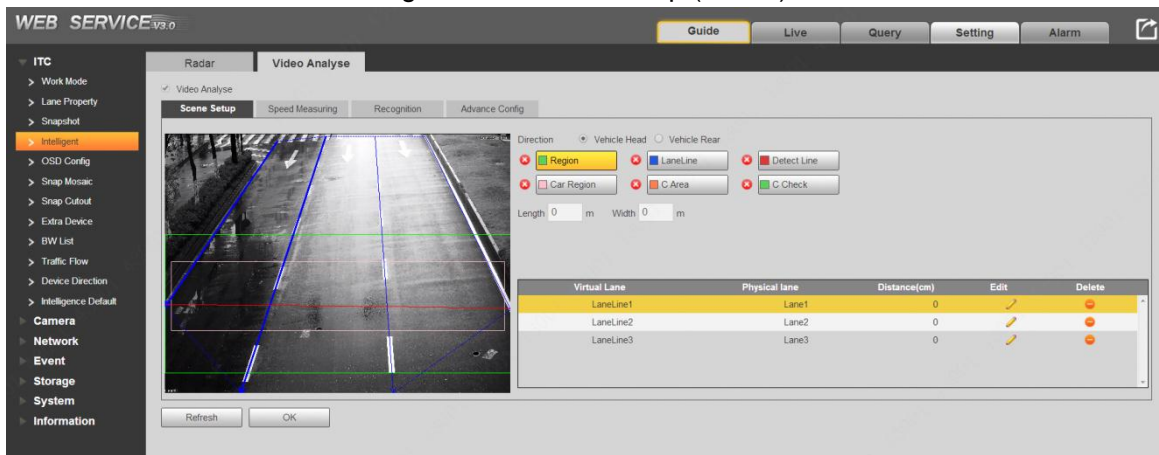 WEB SERVICE V3.0
Guide
Live
Query
Setting
Alarm
ITC
Work Mode
Lane Property
Snapshot
Intelligent
OSD Config
Snap Mosaic
Snap Cutout
Extra Device
BW List
Traffic Flow
Device Direction
Intelligence Default
Camera
Network
Event
Storage
System
Information
Radar
Video Analyse
Video Analyse
Scene Setup
Speed Measuring
Recognition
Advance Config
Direction Vehicle Head Vehicle Rear
Region LaneLine Detect Line
Car Region C Area C Check
Length 0 m Width 0 m
Virtual Lane Physical lane Distance(cm) Edit Delete
LaneLine1 Lane1 0
LaneLine2 Lane2 0
LaneLine3 Lane3 0
Refresh OK